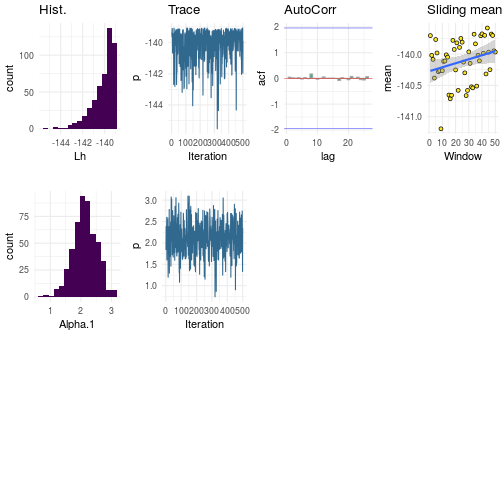 Hist.
Trace
AutoCorr
Sliding mean
count
100
50
0
-144 -142 -140
Lh
p
-140
-142
-144
0 100200300400500
Iteration
acf
2
1
0
-1
-2
0 10 20
lag
mean
-140.0
-140.5
-141.0
0 10 20 30 40 50
Window
count
75
50
25
0
1 2 3
Alpha.1
p
3.0
2.5
2.0
1.5
1.0
0 100200300400500
Iteration